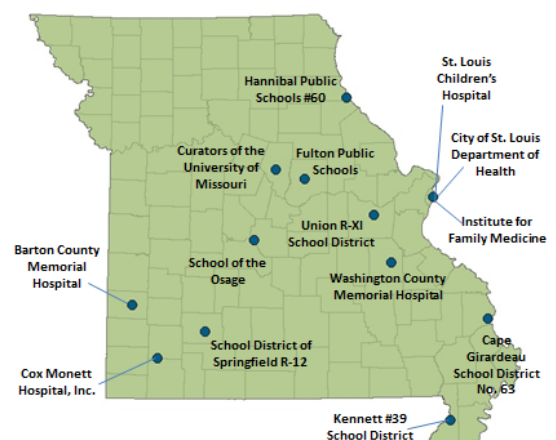 St. Louis
Children's
Hospital
Hannibal Public
Schools #60
City of St. Louis
Department of
Health
Curators of the
University of
Missouri
Fulton Public
Schools
Institute for
Family Medicine
Union R-XI
School District
Barton County
Memorial
Hospital
School of the
Osage
Washington County
Memorial Hospital
School District of
Springfield R-12
Cape
Girardeau
School District
No. 63
Cox Monett
Hospital, Inc.
Kennett #39
School District